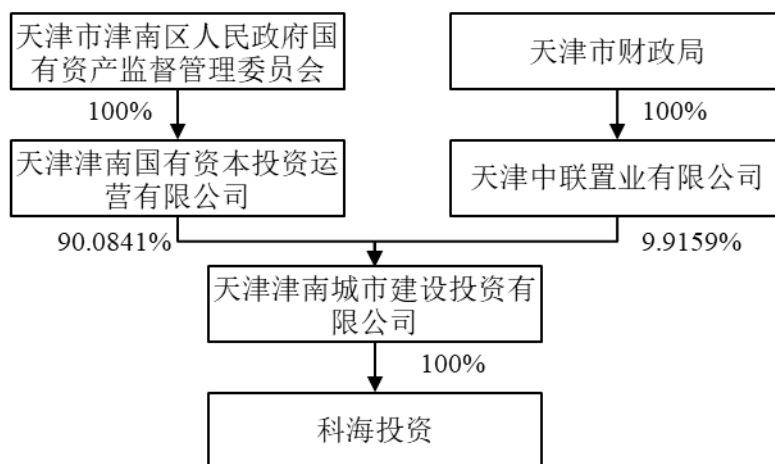 天津市津南区人民政府国
有资产监督管理委员会
天津市财政局
100%
100%
天津津南国有资本投资运
营有限公司
天津中联置业有限公司
90.0841%
9.9159%
天津津南城市建设投资有
限公司
100%
科海投资